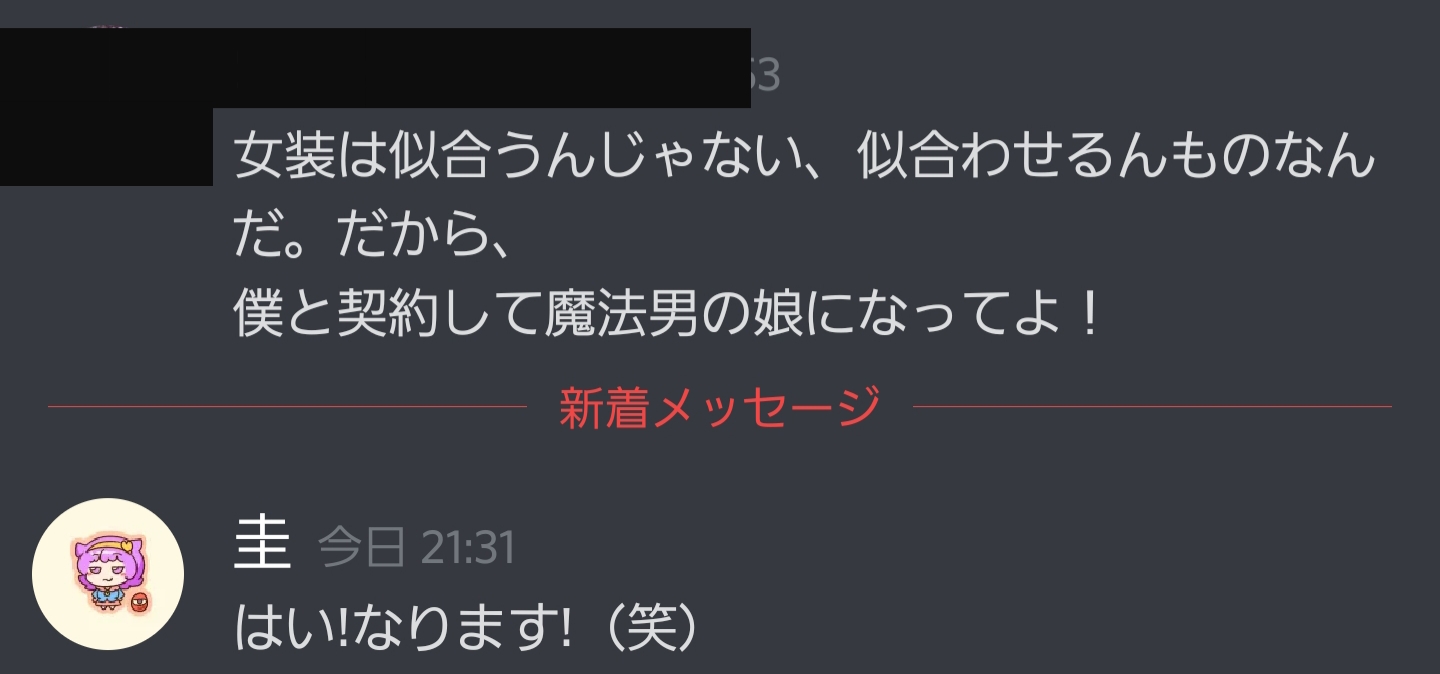 53
女装は似合うんじゃない、似合わせるんものなん
だ。だから、
僕と契約して魔法男の娘になってよ！
新着メッセージ
圭 今日 21:31
はい!なります!（笑）